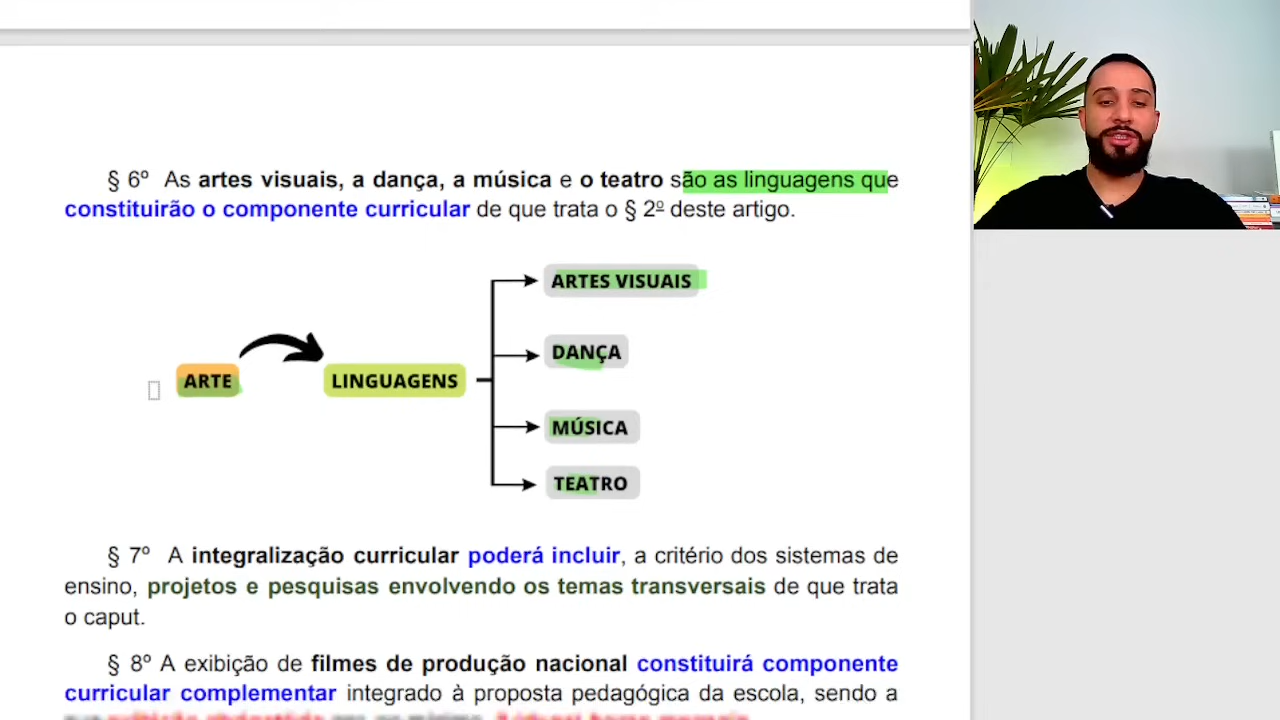 § 6º As artes visuais, a dança, a música e o teatro são as linguagens que
constituirão o componente curricular de que trata o § 2º deste artigo.
ARTES VISUAIS
DANÇA
ARTE
LINGUAGENS
MÚSICA
TEATRO
§ 7º A integralização curricular poderá incluir, a critério dos sistemas de
ensino, projetos e pesquisas envolvendo os temas transversais de que trata
o caput.
§ 8º A exibição de filmes de produção nacional constituirá componente
curricular complementar integrado à proposta pedagógica da escola, sendo a